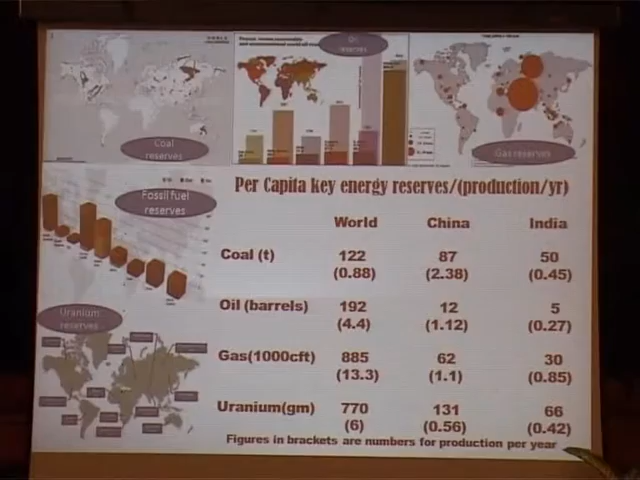 Coal
reserves
Oil
reserves
Gas reserves
Fossil fuel
reserves
Uranium
reserves
Per Capita key energy reserves/(production/yr)
World China India
Coal (t) 122 87 50
(0.88) (2.38) (0.45)
Oil (barrels) 192 12 5
(4.4) (1.12) (0.27)
Gas(1000cft) 885 62 30
(13.3) (1.1) (0.85)
Uranium(gm) 770 131 66
(6) (0.56) (0.42)
Figures in brackets are numbers for production per year